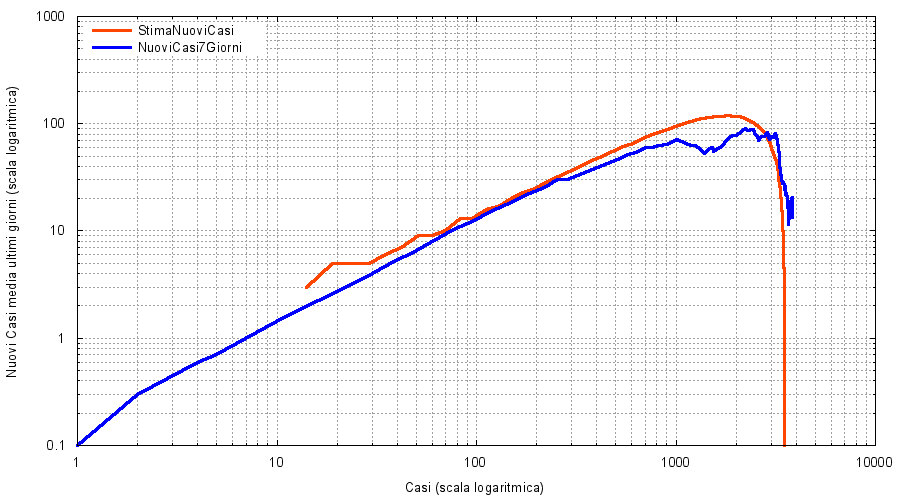 1000
StimaNuoviCasi
NuoviCasi7Giorni
100
10
1
0.1
Nuovi Casi media ultimi giorni (scala logaritmica)
1 10 100 1000 10000
Casi (scala logaritmica)